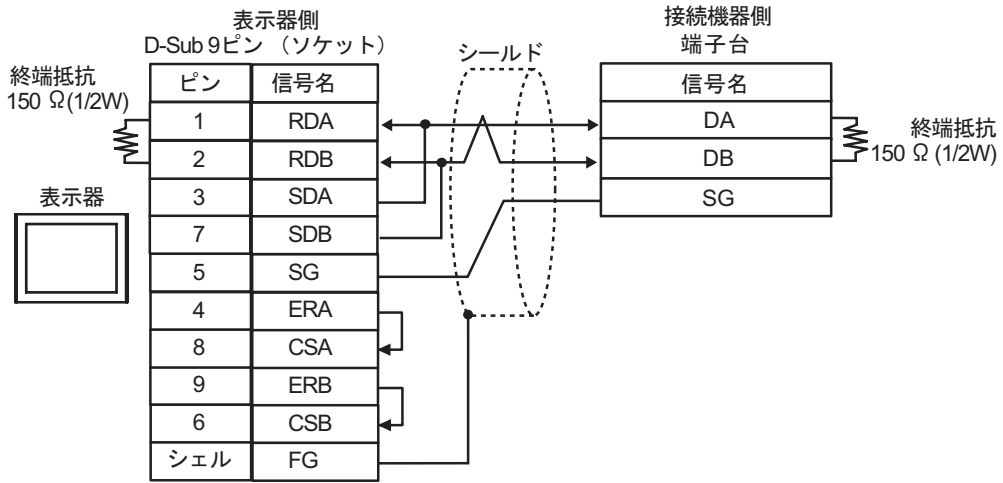 表示器側
D-Sub 9ピン （ソケット）
シールド
接続機器側
端子台
終端抵抗
150 Ω(1/2W)
ピン 信号名
1 RDA
2 RDB
3 SDA
7 SDB
5 SG
4 ERA
8 CSA
9 ERB
6 CSB
シェル FG
表示器
信号名
DA
DB
SG
終端抵抗
150 Ω (1/2W)